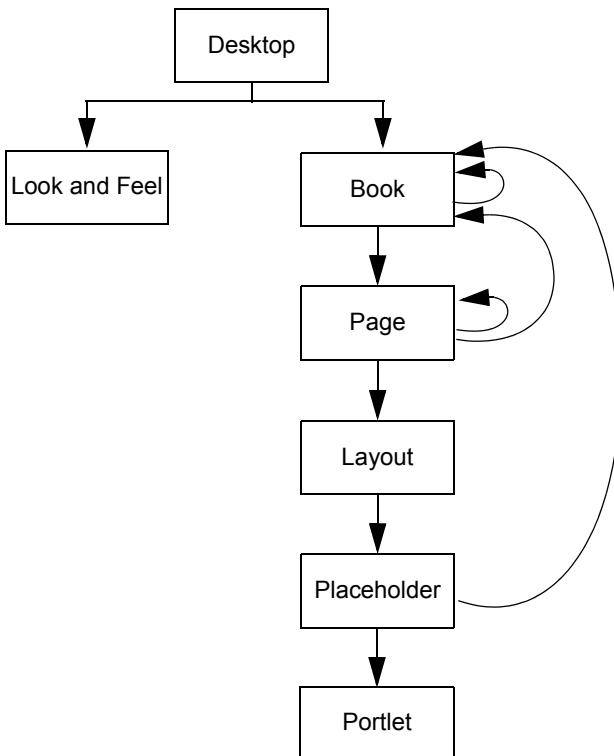 Desktop
Look and Feel
Book
Page
Layout
Placeholder
Portlet